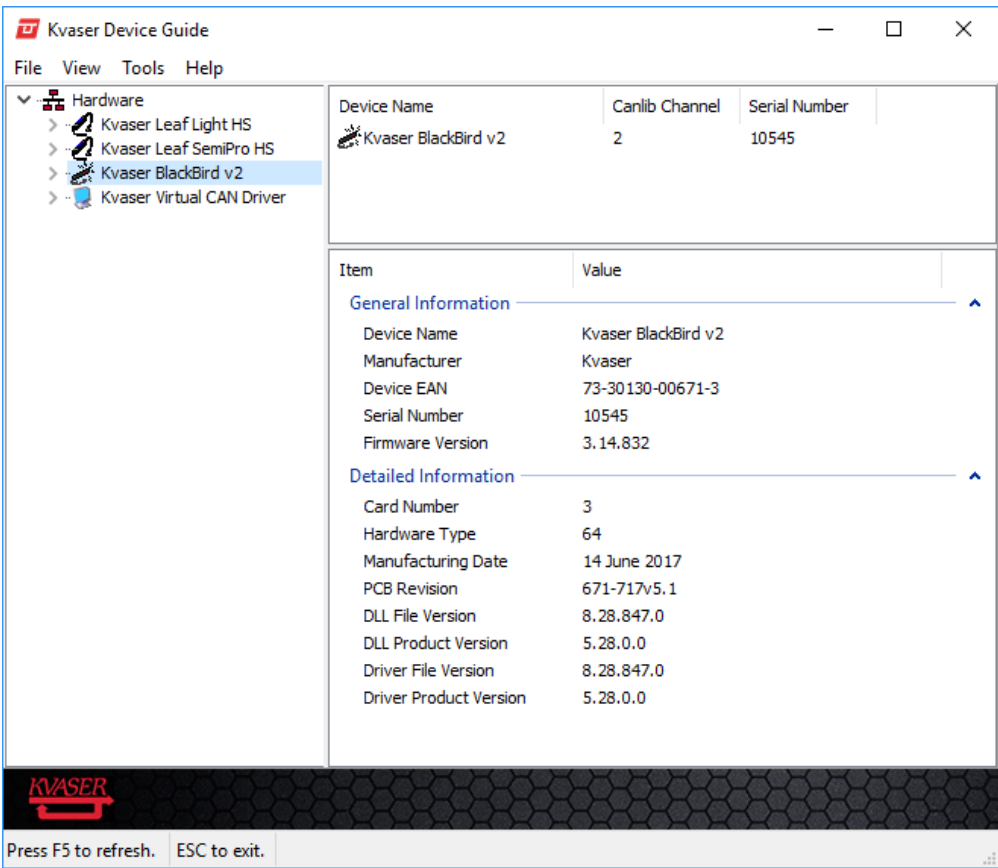 Kvaser Device Guide
File View Tools Help
Hardware
Kvaser Leaf Light HS
Kvaser Leaf SemiPro HS
Kvaser BlackBird v2
Kvaser Virtual CAN Driver
Device Name Canlib Channel Serial Number
Kvaser BlackBird v2 2 10545
Item Value
General Information
Device Name Kvaser BlackBird v2
Manufacturer Kvaser
Device EAN 73-30130-00671-3
Serial Number 10545
Firmware Version 3.14.832
Detailed Information
Card Number 3
Hardware Type 64
Manufacturing Date 14 June 2017
PCB Revision 671-717v5.1
DLL File Version 8.28.847.0
DLL Product Version 5.28.0.0
Driver File Version 8.28.847.0
Driver Product Version 5.28.0.0
KVASER
Press F5 to refresh. ESC to exit.